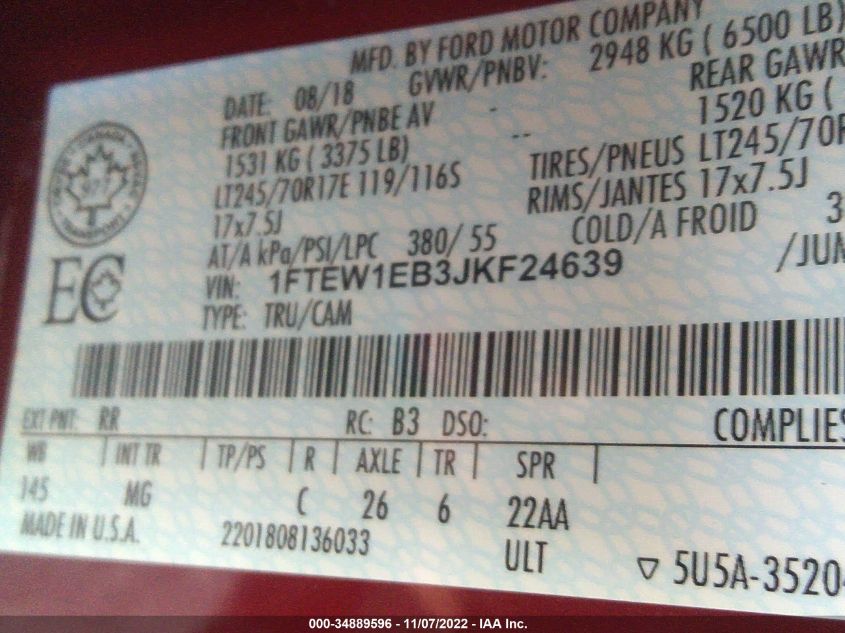 MFD. BY FORD MOTOR COMPANY
DATE: 08/18 GVWR/PNBV: 2948 KG ( 6500 LB)
FRONT GAWR/PNBE AV - REAR GAWR
1531 KG ( 3375 LB) -- 1520 KG (
LT245/70R17E 119/116S TIRES/PNEUS LT245/70R
17x7.5J RIMS/JANTES 17x7.5J
AT/A kPa/PSI/LPC 380/ 55 COLD/A FROID 3
VIN: 1FTEW1EB3JKF24639 /JUM
TYPE: TRU/CAM
CANADA
EC
EXT PNT: RR RC: B3 DSO: COMPLIES
WB INT TR TP/PS R AXLE TR SPR
145 MG C 26 6 22AA
MADE IN U.S.A. 2201808136033 ULT ▽ 5U5A-3520
000-34889596 - 11/07/2022 - IAA Inc.